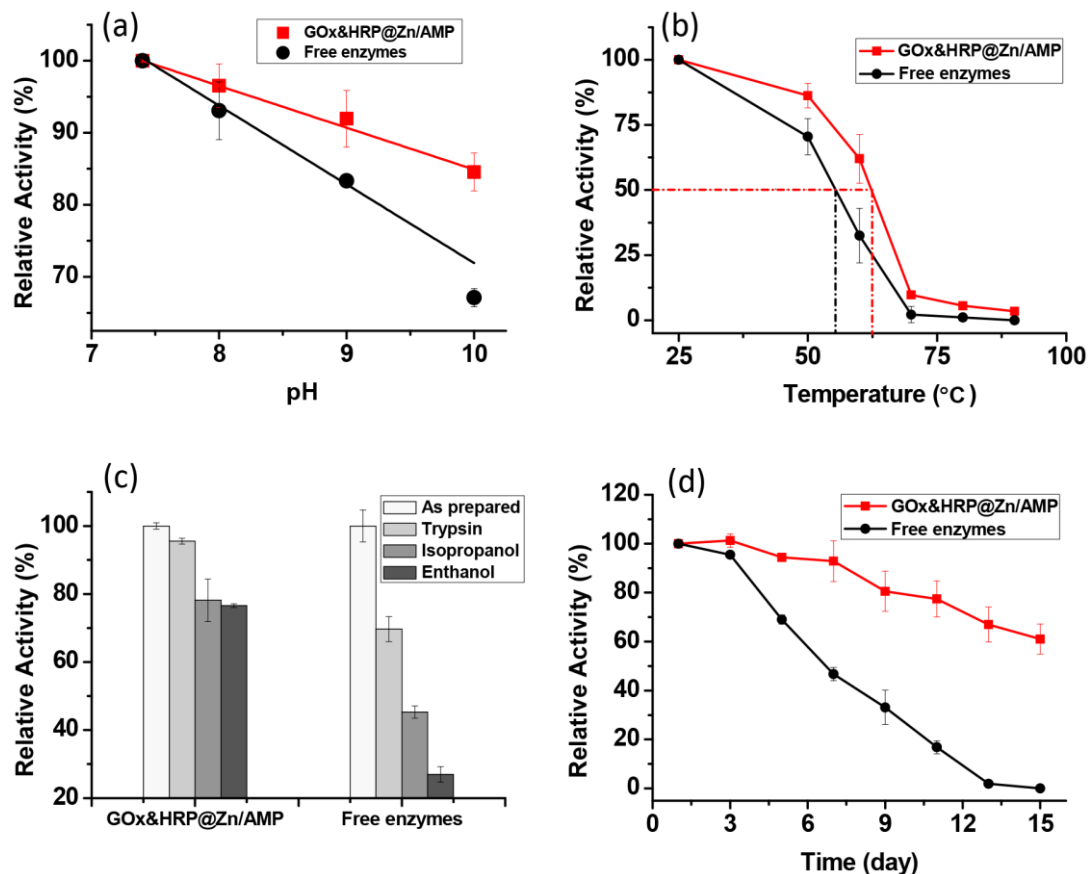 (a)
GOx&HRP@Zn/AMP
Free enzymes
100
90
80
70
Relative Activity (%)
7
8
9
10
pH
(b)
GOx&HRP@Zn/AMP
Free enzymes
100
75
50
25
0
Relative Activity (%)
25
50
75
100
Temperature (°C)
(c)
As prepared
Trypsin
Isopropanol
Enthanol
100
80
60
40
20
Relative Activity (%)
GOx&HRP@Zn/AMP
Free enzymes
(d)
GOx&HRP@Zn/AMP
Free enzymes
120
100
80
60
40
20
0
Relative Activity (%)
0
3
6
9
12
15
Time (day)